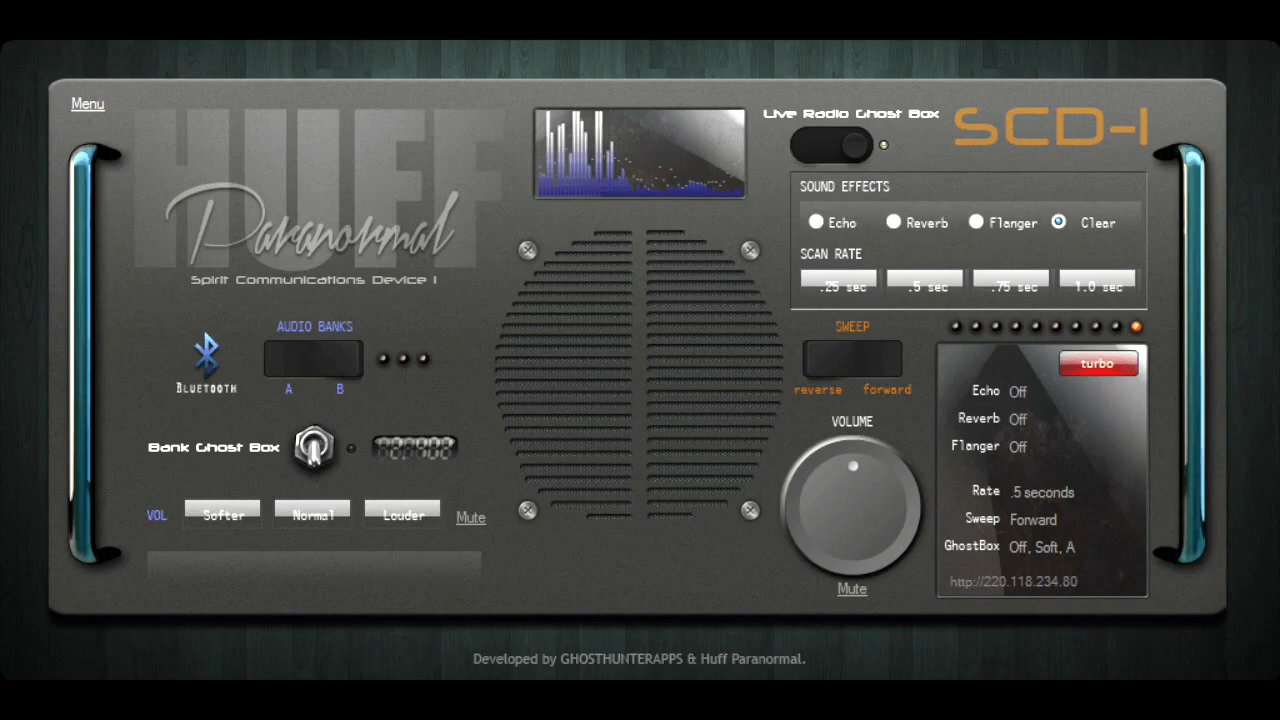 Menu
HUFF
Paranormal
Spirit Communications Device 1
Live Radio Ghost Box
SCD-1
SOUND EFFECTS
Echo Reverb Flanger Clear
SCAN RATE
.25 sec .5 sec .75 sec 1.0 sec
AUDIO BANKS
A B
BLUETOOTH
Bank Ghost Box
VOL Softer Normal Louder Mute
SWEEP
reverse forward
VOLUME
Mute
turbo
Echo Off
Reverb Off
Flanger Off
Rate .5 seconds
Sweep Forward
GhostBox Off, Soft, A
http://220.118.234.80
Developed by GHOSTHUNTERAPPS & Huff Paranormal.